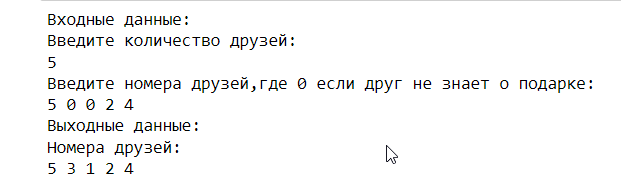 Входные данные:
Введите количество друзей:
5
Введите номера друзей,где 0 если друг не знает о подарке:
5 0 0 2 4
Выходные данные:
Номера друзей:
5 3 1 2 4